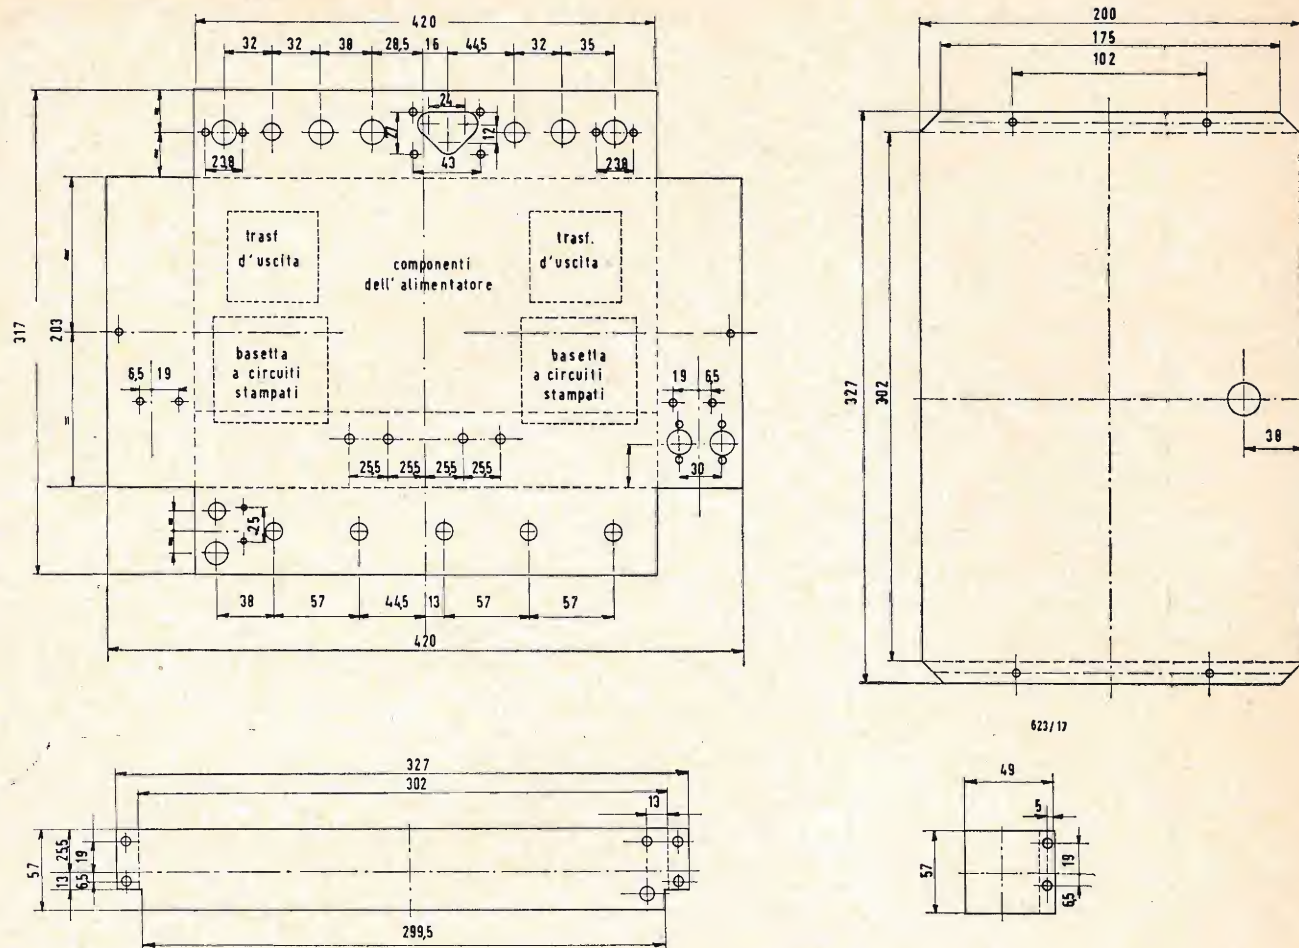 420
32 32 38 28,5 16 44,5 32 35
24
27
12
23,8
43
23,8
=
=
317
203
=
=
trasf
d'uscita
trasf.
d'uscita
componenti
dell'alimentatore
basetta
a circuiti
stampati
basetta
a circuiti
stampati
6,5 19
19 6,5
25,5 25,5 25,5 25,5
30
=
=
25
38 57 44,5 13 57 57
420
200
175
102
327
302
38
623/17
327
302
13
57
25,5
19
13
6,5
299,5
49
5
57
19
6,5